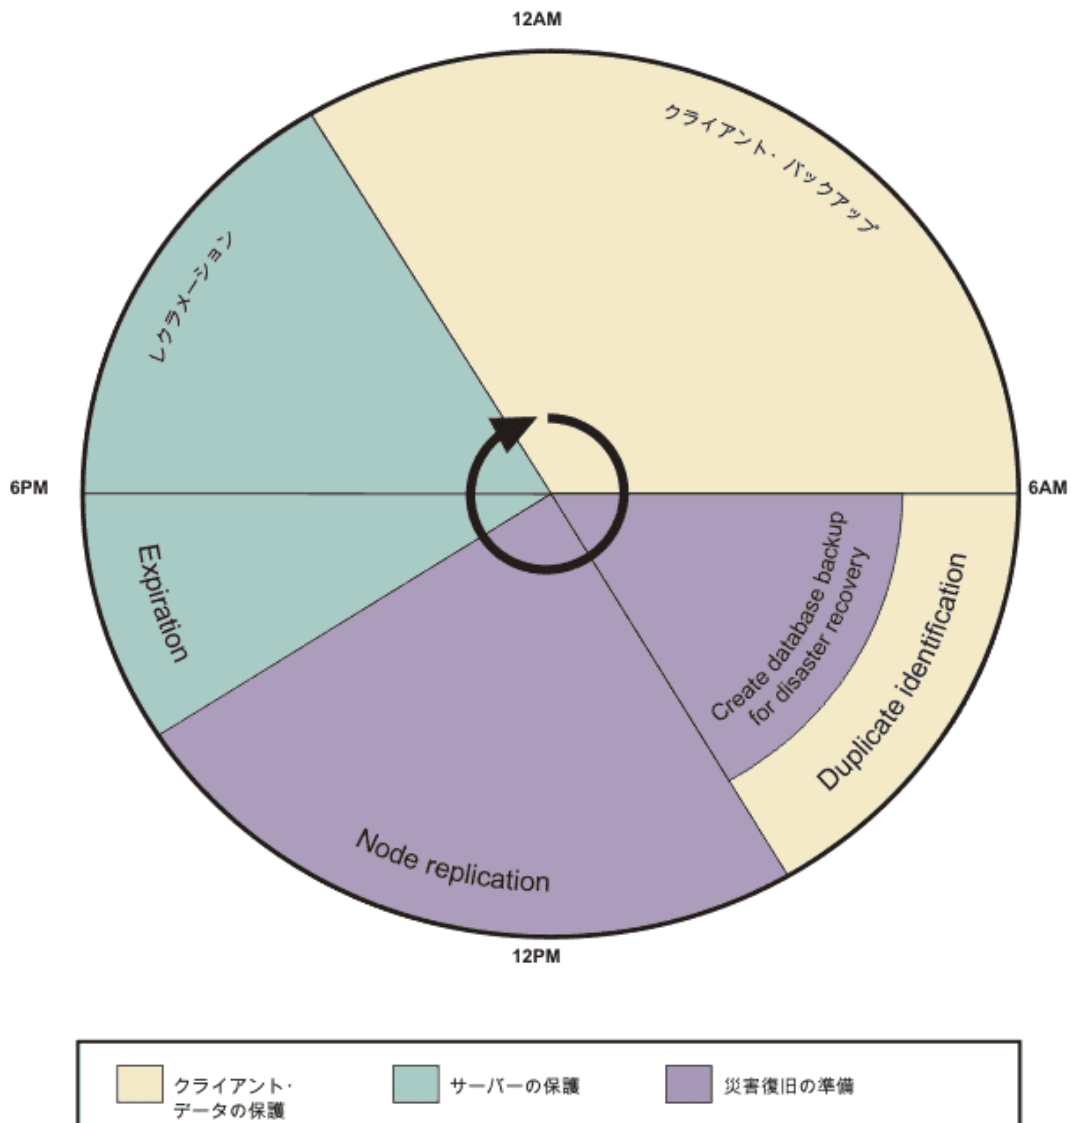 12AM
クライアント・バックアップ
レクラメーション
6PM
6AM
Expiration
Create database backup
for disaster recovery
Duplicate identification
Node replication
12PM
クライアント・
データの保護
サーバーの保護
災害復旧の準備